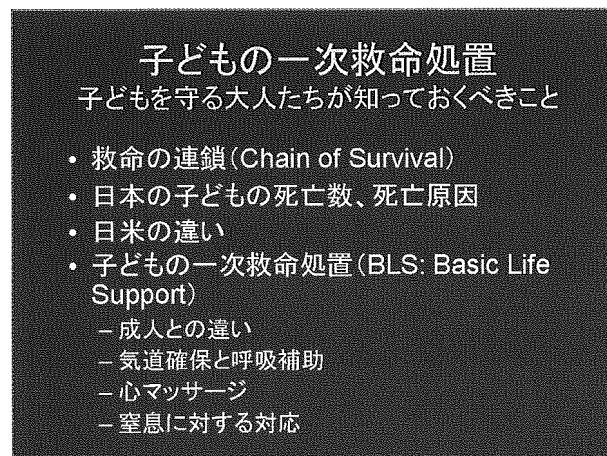 子どもの一次救命処置
子どもを守る大人たちが知っておくべきこと
• 救命の連鎖(Chain of Survival)
• 日本の子どもの死亡数、死亡原因
• 日米の違い
• 子どもの一次救命処置(BLS: Basic Life
Support)
– 成人との違い
– 気道確保と呼吸補助
– 心マッサージ
– 窒息に対する対応